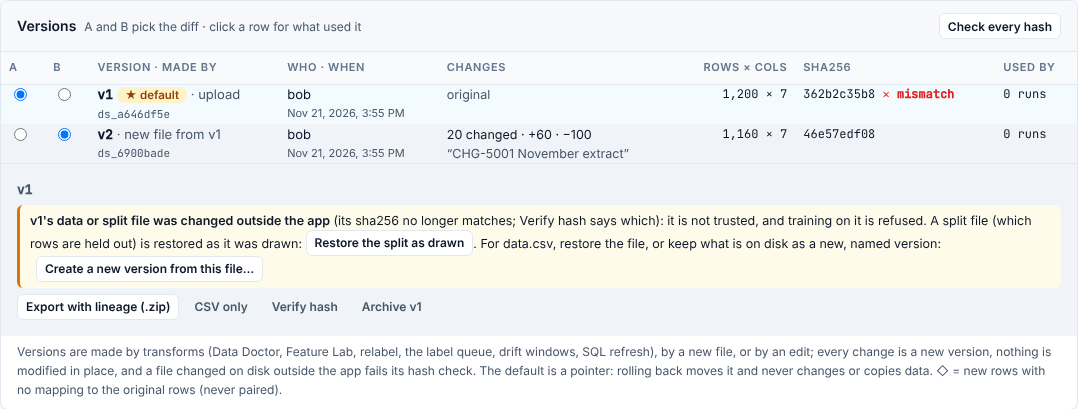 Versions A and B pick the diff · click a row for what used it Check every hash
A B VERSION · MADE BY WHO · WHEN CHANGES ROWS × COLS SHA256 USED BY
v1 ★ default · upload bob original 1,200 × 7 362b2c35b8 × mismatch 0 runs
ds_a646df5e Nov 21, 2026, 3:55 PM
v2 · new file from v1 bob 20 changed · +60 · −100 1,160 × 7 46e57edf08 0 runs
ds_6900bade Nov 21, 2026, 3:55 PM “CHG-5001 November extract”
v1
v1's data or split file was changed outside the app (its sha256 no longer matches; Verify hash says which): it is not trusted, and training on it is refused. A split file (which
rows are held out) is restored as it was drawn: Restore the split as drawn . For data.csv, restore the file, or keep what is on disk as a new, named version:
Create a new version from this file…
Export with lineage (.zip) CSV only Verify hash Archive v1
Versions are made by transforms (Data Doctor, Feature Lab, relabel, the label queue, drift windows, SQL refresh), by a new file, or by an edit; every change is a new version, nothing is
modified in place, and a file changed on disk outside the app fails its hash check. The default is a pointer: rolling back moves it and never changes or copies data. ◇ = new rows with
no mapping to the original rows (never paired).